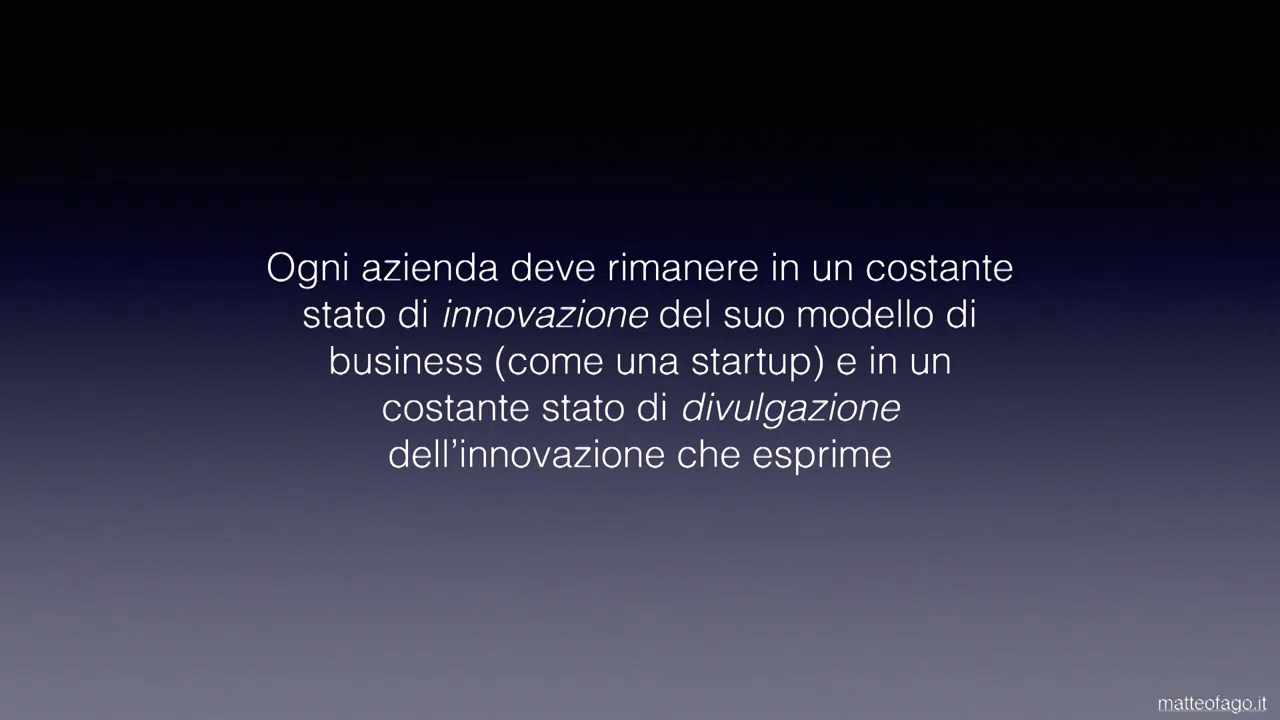 Ogni azienda deve rimanere in un costante
stato di innovazione del suo modello di
business (come una startup) e in un
costante stato di divulgazione
dell’innovazione che esprime
matteofago.it